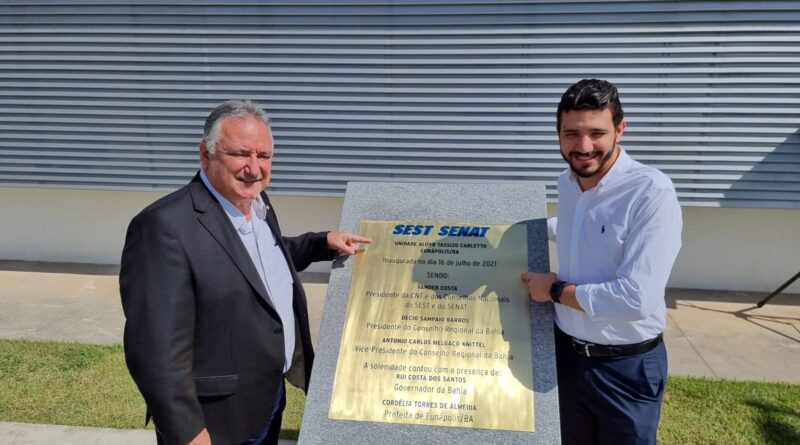 SEST SENAT
UNIDADE ALOYR TASSIZO CARLETTO
EUNÁPOLIS/BA
Inaugurada no dia 16 de julho de 2021
SENDO:
VANDER COSTA
Presidente da CNT e dos Conselhos Nacionais
do SEST e do SENAT
DÉCIO SAMPAIO BARROS
Presidente do Conselho Regional da Bahia
ANTONIO CARLOS MELGAÇO KNITTEL
Vice-Presidente do Conselho Regional da Bahia
A solenidade contou com a presença de:
RUI COSTA DOS SANTOS
Governador da Bahia
CORDÉLIA TORRES DE ALMEIDA
Prefeita de Eunápolis/BA